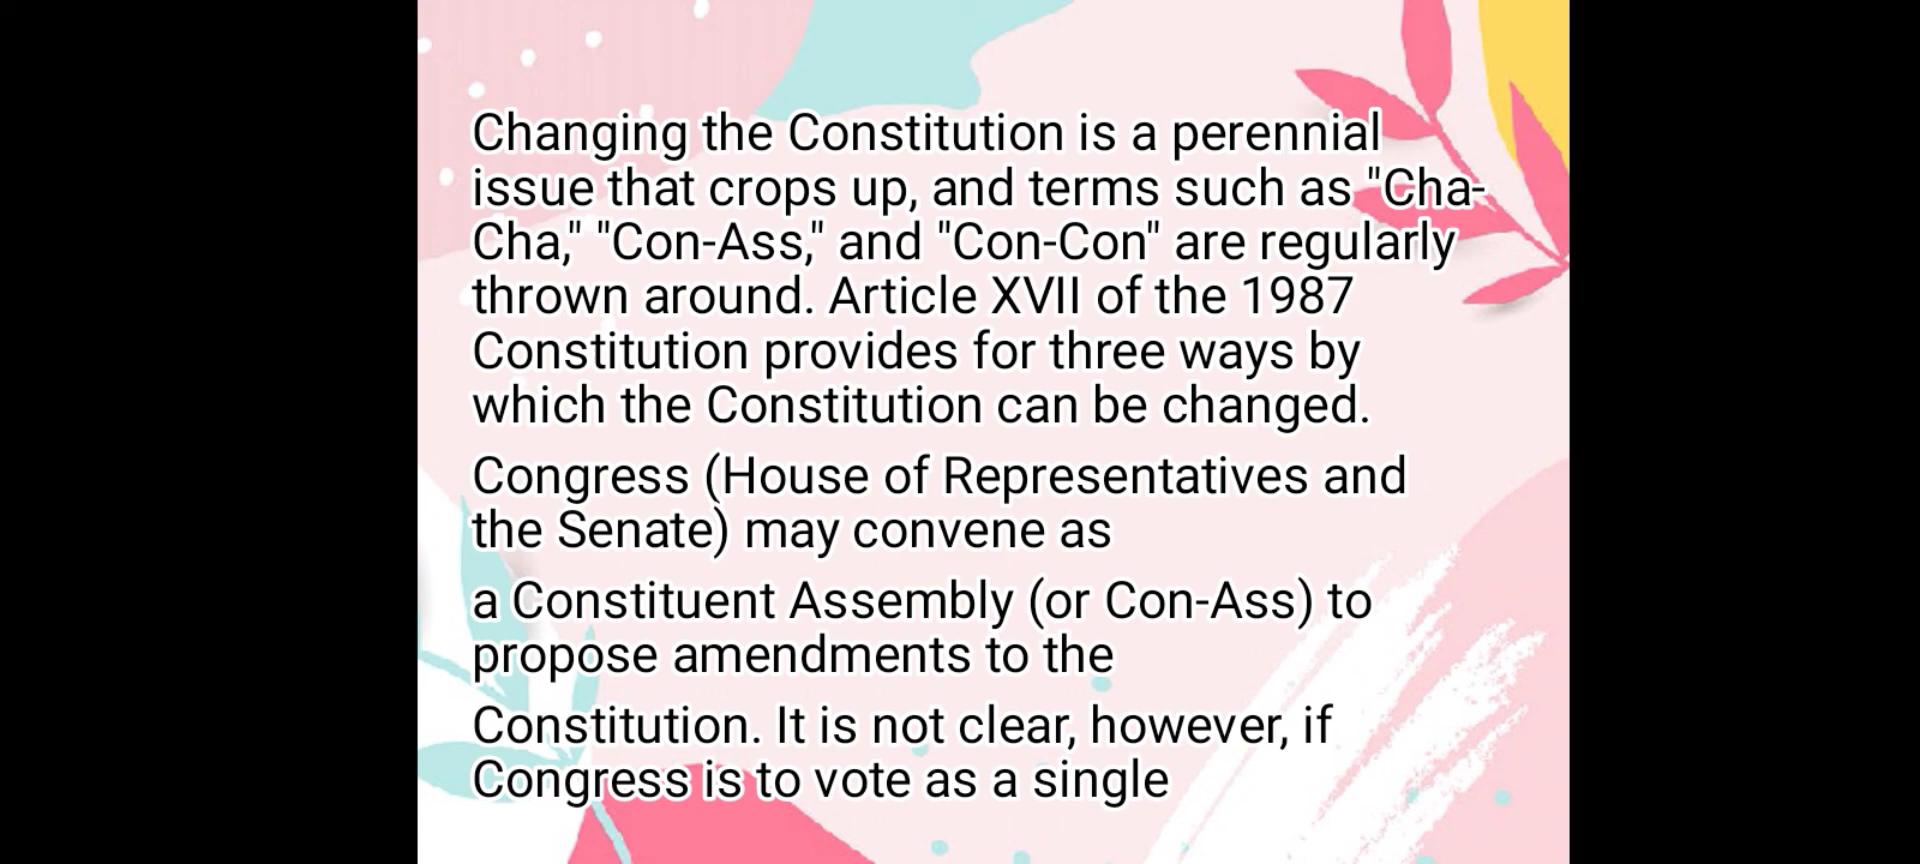 Changing the Constitution is a perennial
issue that crops up, and terms such as "Cha-
Cha," "Con-Ass," and "Con-Con" are regularly
thrown around. Article XVII of the 1987
Constitution provides for three ways by
which the Constitution can be changed.
Congress (House of Representatives and
the Senate) may convene as
a Constituent Assembly (or Con-Ass) to
propose amendments to the
Constitution. It is not clear, however, if
Congress is to vote as a single